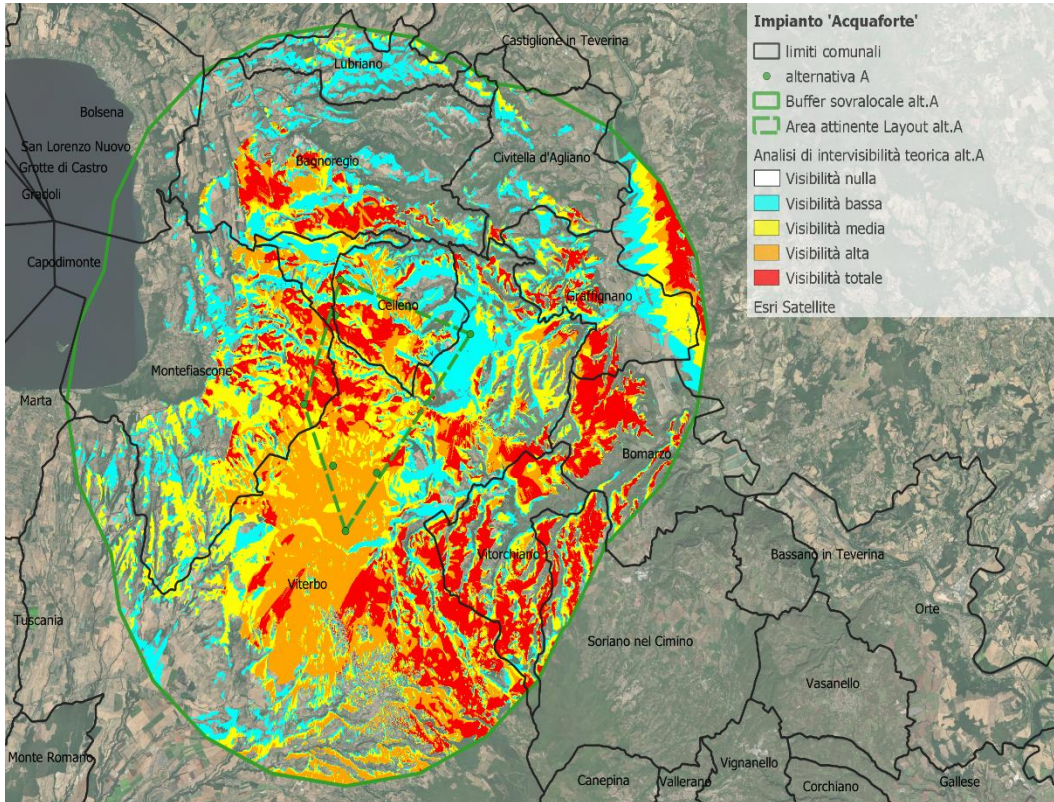 Impianto 'Acquaforte'
limiti comunali
alternativa A
Buffer sovralocale alt.A
Area attinente Layout alt.A
Analisi di intervisibilità teorica alt.A
Visibilità nulla
Visibilità bassa
Visibilità media
Visibilità alta
Visibilità totale
Esri Satellite
Castiglione in Teverina
Lubriano
Bolsena
San Lorenzo Nuovo
Grotte di Castro
Gradoli
Bagnoregio
Civitella d'Agliano
Capodimonte
Celleno
Graffignano
Montefiascone
Marta
Bomarzo
Vitorchiano
Bassano in Teverina
Viterbo
Orte
Tuscania
Soriano nel Cimino
Vasanello
Monte Romano
Canepina
Vallerano
Vignanello
Corchiano
Gallese